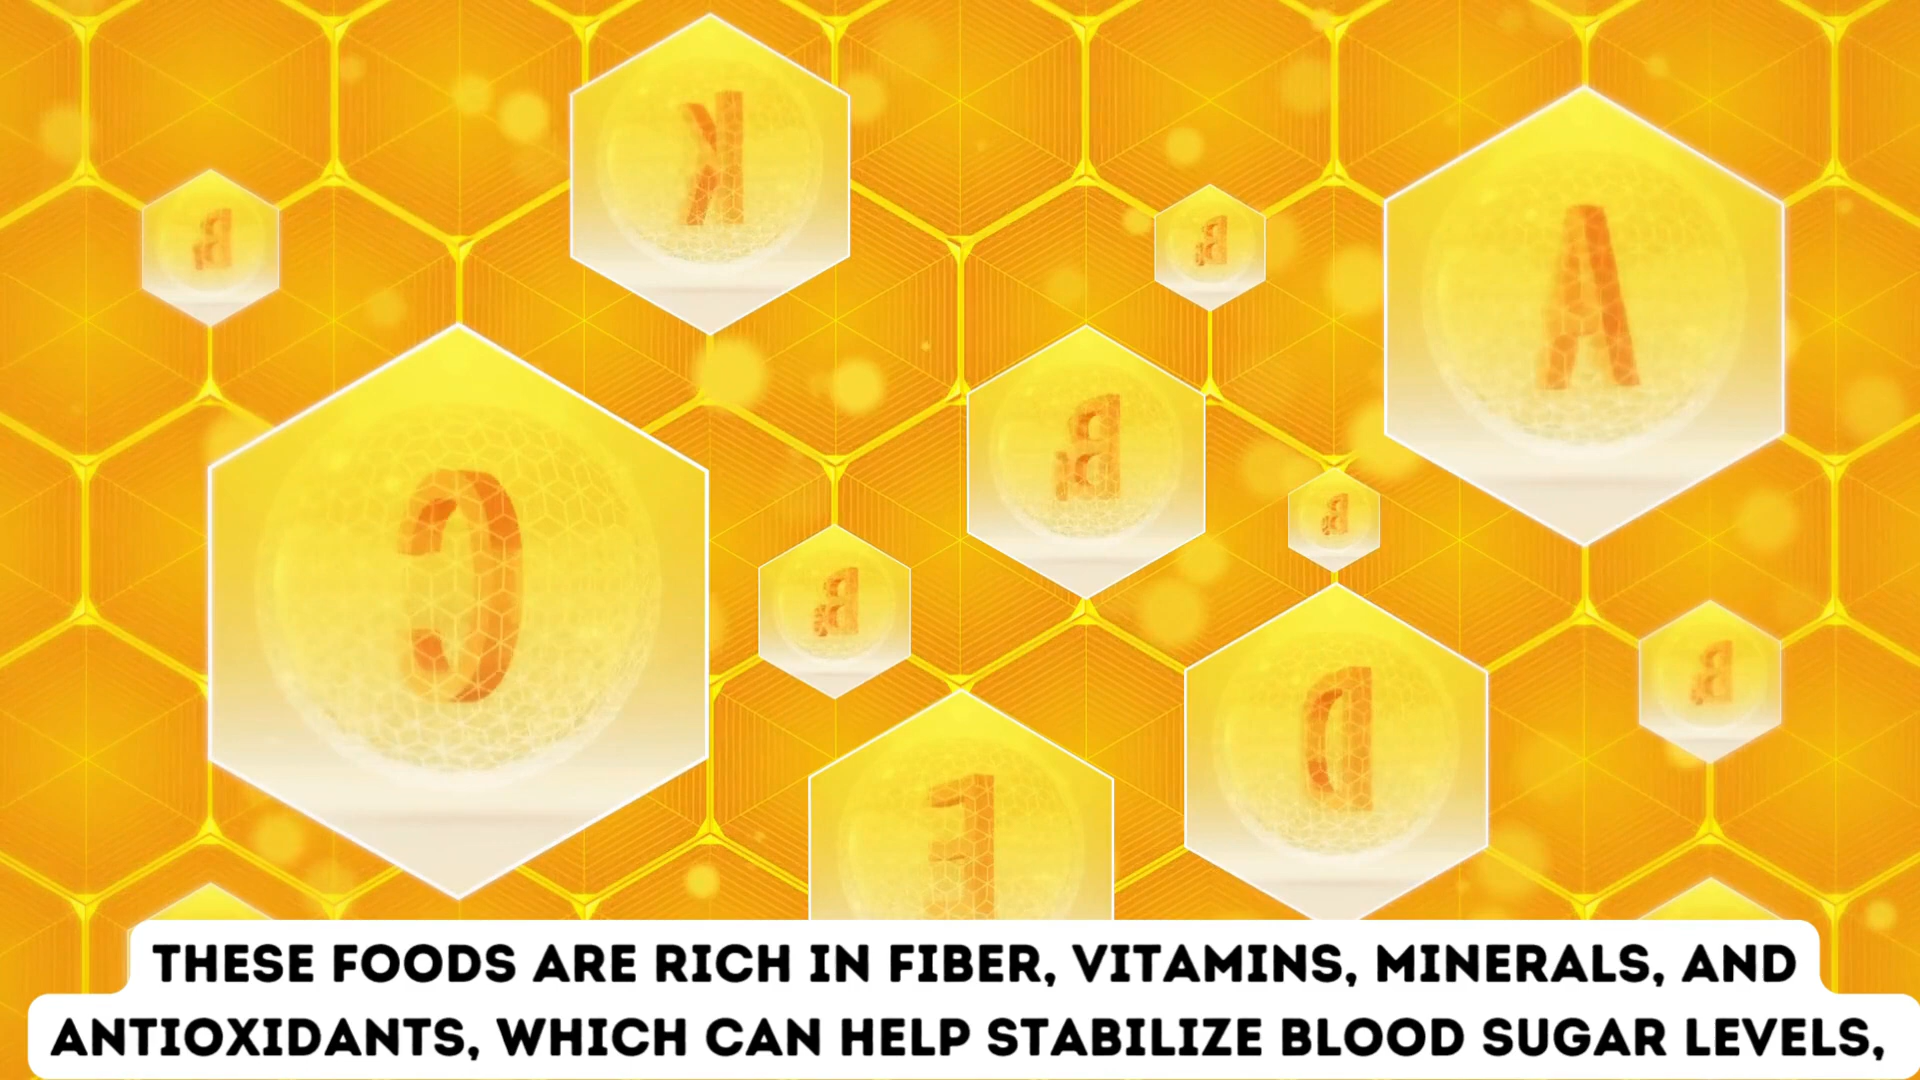 K
A
C
D
THESE FOODS ARE RICH IN FIBER, VITAMINS, MINERALS, AND
ANTIOXIDANTS, WHICH CAN HELP STABILIZE BLOOD SUGAR LEVELS,